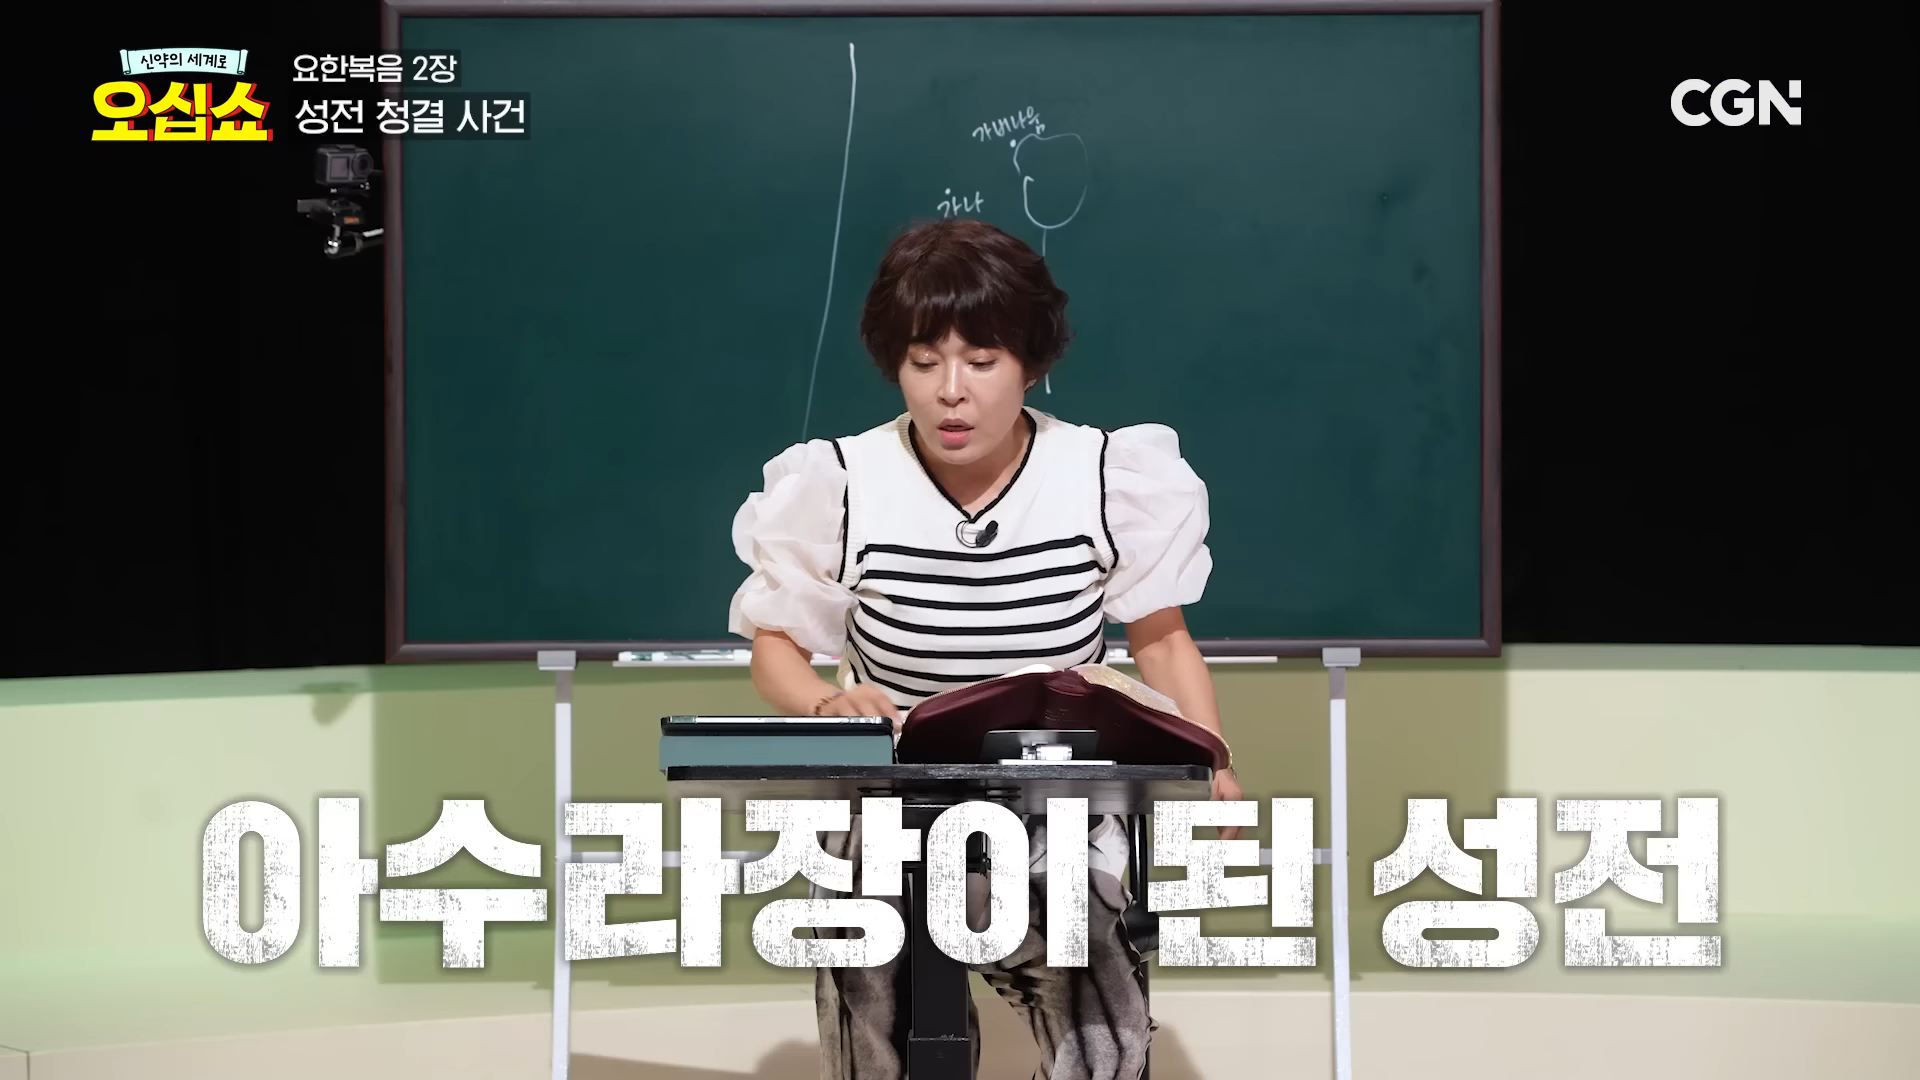 신약의 세계로
오십쇼
요한복음 2장
성전 청결 사건
CGN
가버나움
가나
아수라장이 된 성전